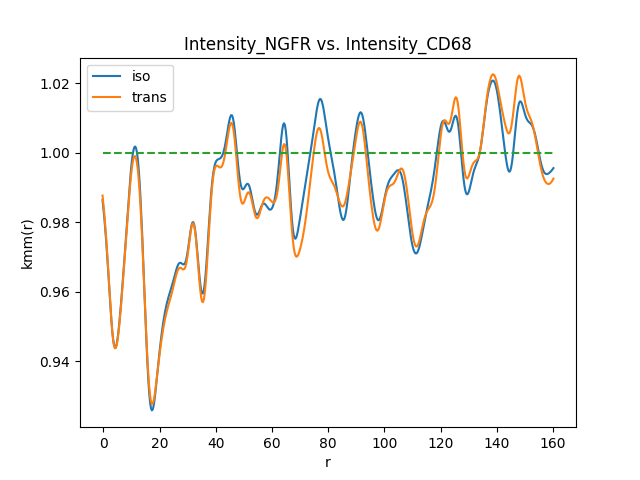 Intensity_NGFR vs. Intensity_CD68
iso
trans
1.02
1.00
0.98
0.96
0.94
kmm(r)
0 20 40 60 80 100 120 140 160
r